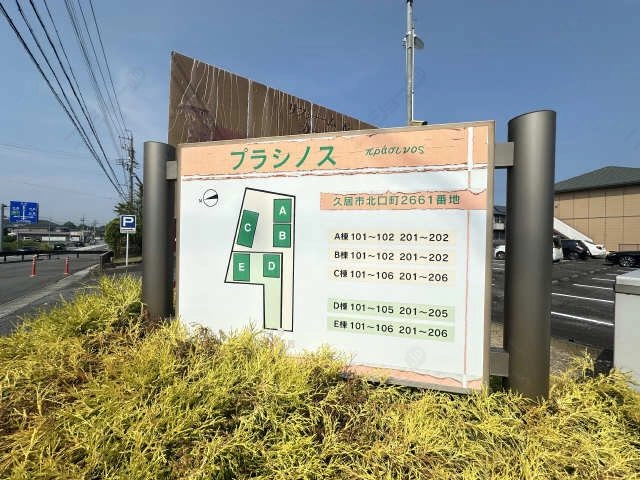 プラシノス πράσινος
久居市北口町2661番地
N
A
B
C
E
D
A棟 101～102 201～202
B棟 101～102 201～202
C棟 101～106 201～206
D棟 101～105 201～205
E棟 101～106 201～206
P